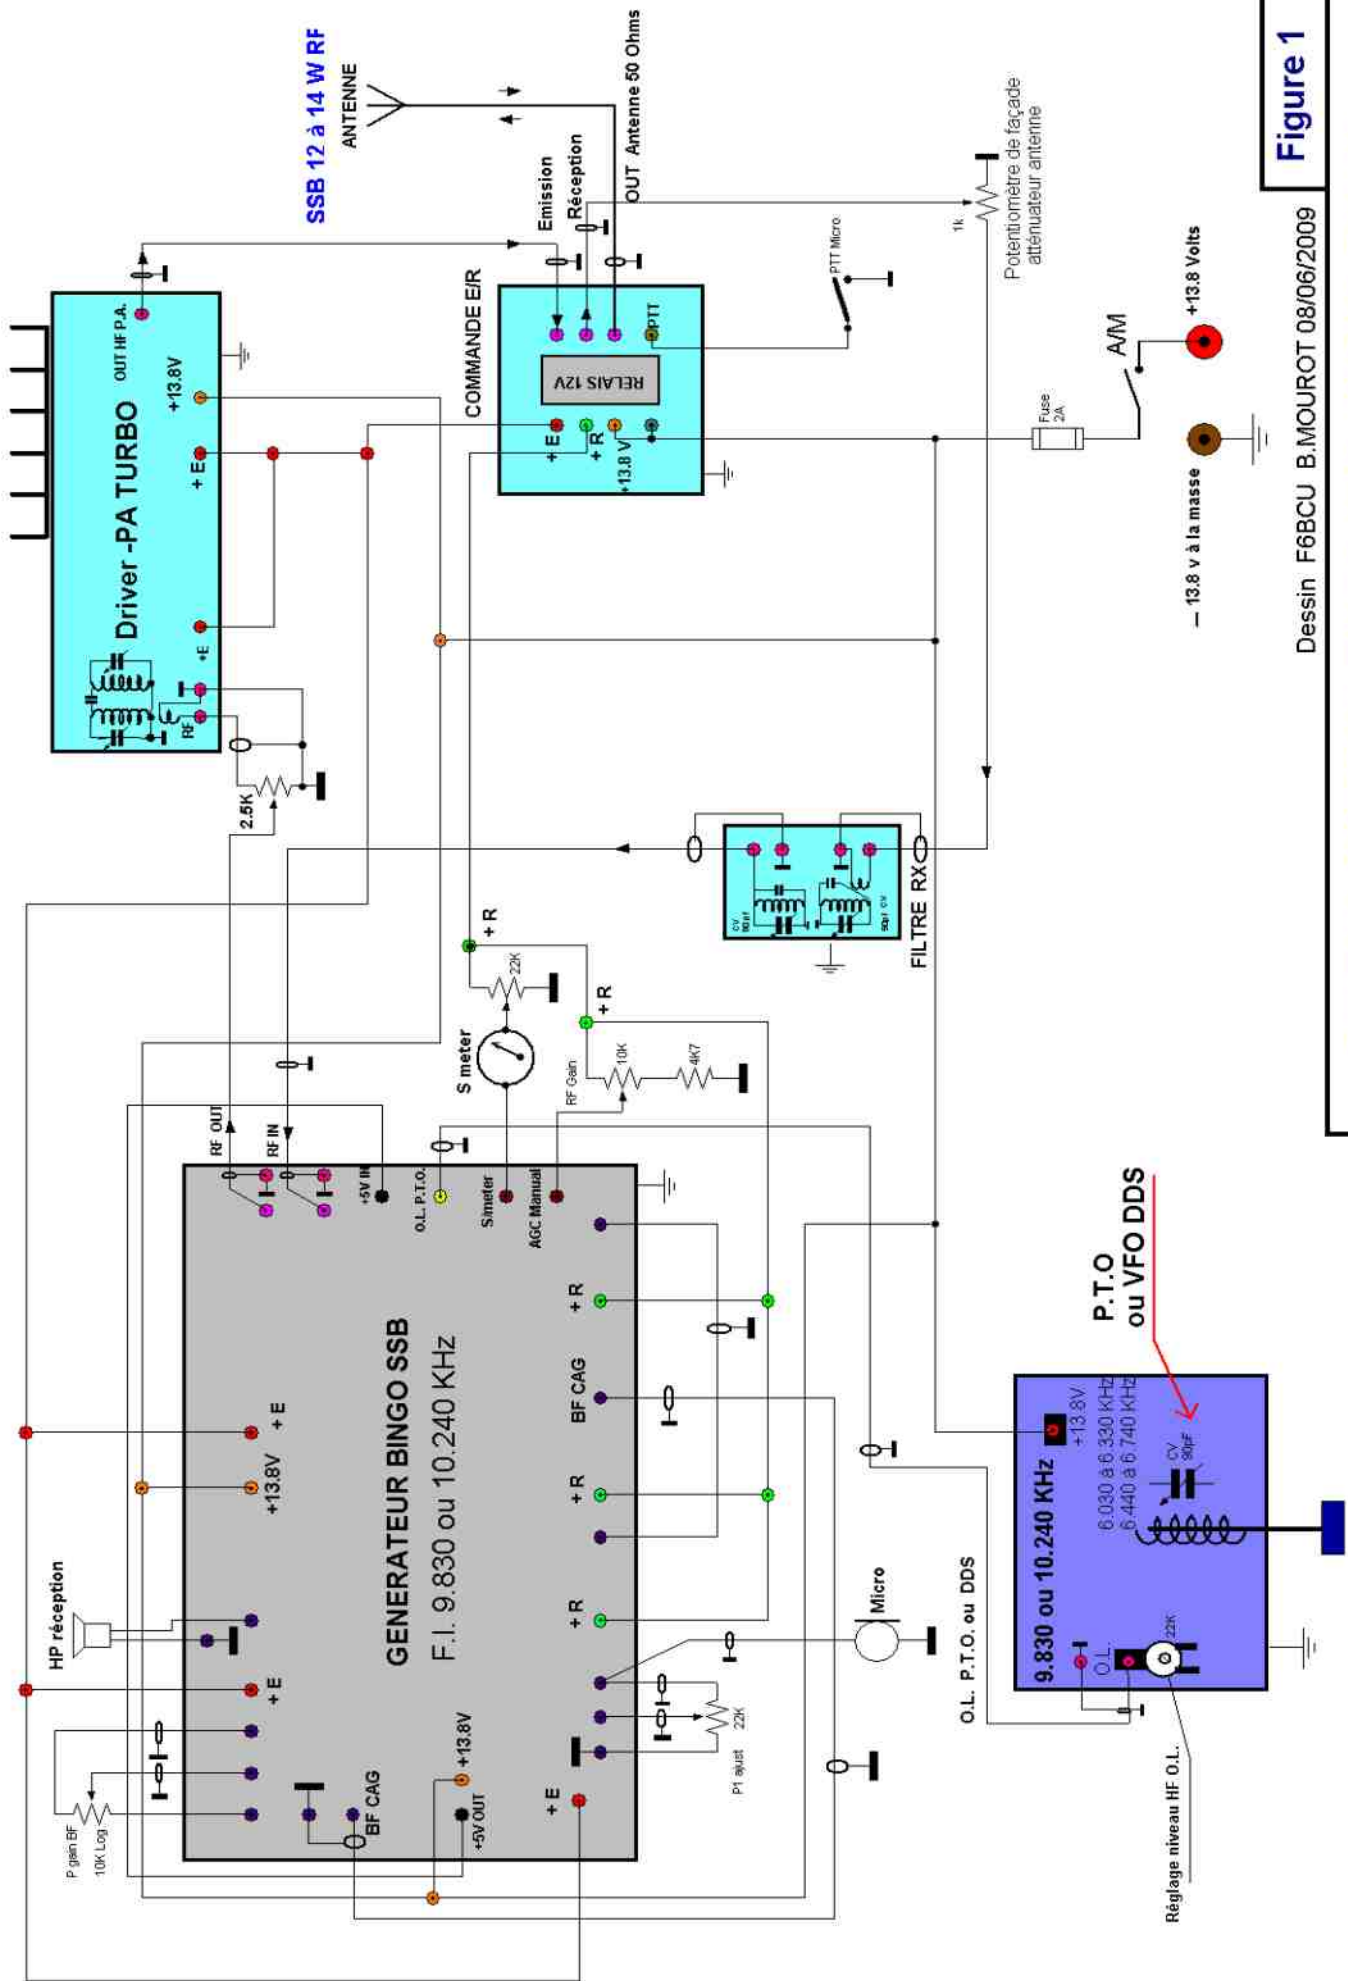 Driver -PA TURBO
OUT HF P.A.
+13.8V
+ E
+E
RF
2.5K
SSB 12 à 14 W RF
ANTENNE
COMMANDE E/R
Emission
Réception
OUT Antenne 50 Ohms
RELAIS 12V
+ E
+ R
+13.8 V
PTT
PTT Micro
1k
Potentiomètre de façade
atténuateur antenne
Fuse
2A
A/M
+13.8 Volts
— 13.8 v à la masse
FILTRE RX
CV
90pf
90pf CV
+ R
22K
S meter
+ R
RF Gain
10K
4K7
HP réception
P gain BF
10K Log
GENERATEUR BINGO SSB
F.I. 9.830 ou 10.240 KHz
RF OUT
RF IN
+5V IN
O.L. P.T.O.
S/meter
AGC Manual
+ E
+13.8V
+ E
BF CAG
+13.8V
+5V OUT
+ E
+ R
BF CAG
+ R
+ R
P1 ajust
22K
Micro
O.L. P.T.O. ou DDS
9.830 ou 10.240 KHz
+13.8V
6.030 à 6.330 KHz
6.440 à 6.740 KHz
CV
90pF
O.L.
22K
Réglage niveau HF O.L.
P.T.O
ou VFO DDS
Dessin F6BCU B.MOUROT 08/06/2009
Figure 1